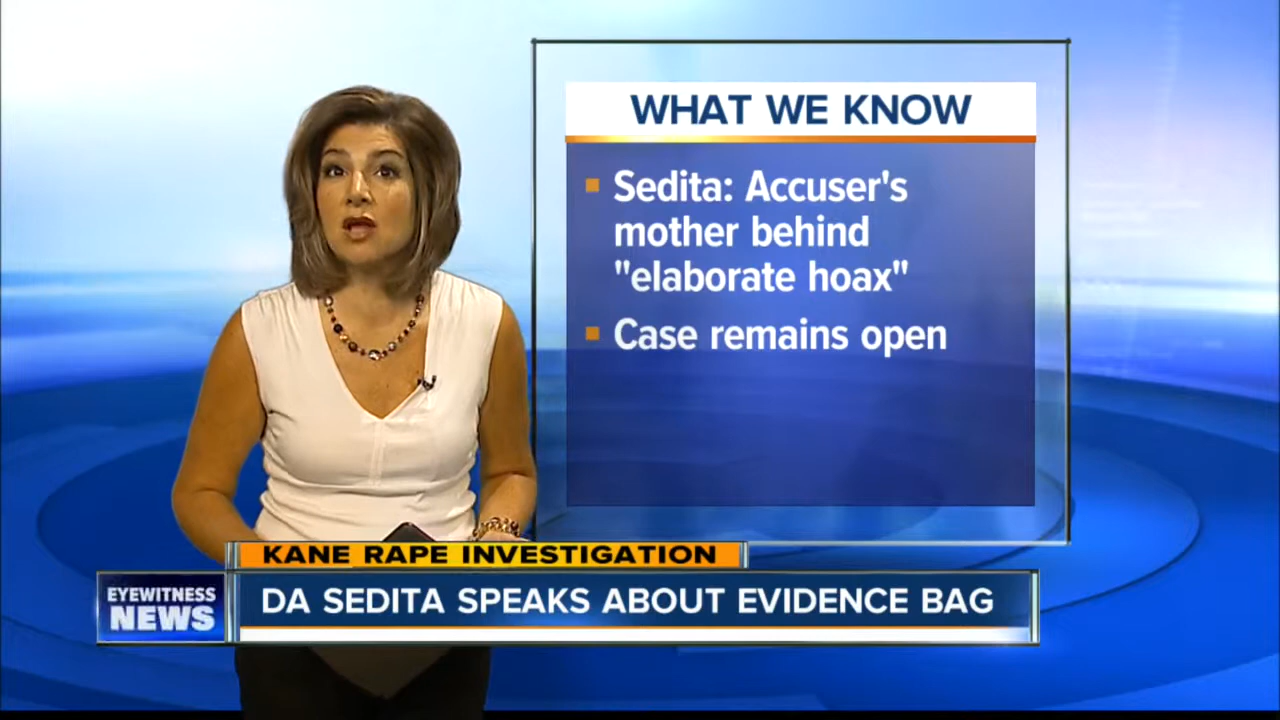 WHAT WE KNOW
Sedita: Accuser's
mother behind
"elaborate hoax"
Case remains open
KANE RAPE INVESTIGATION
EYEWITNESS
NEWS
DA SEDITA SPEAKS ABOUT EVIDENCE BAG